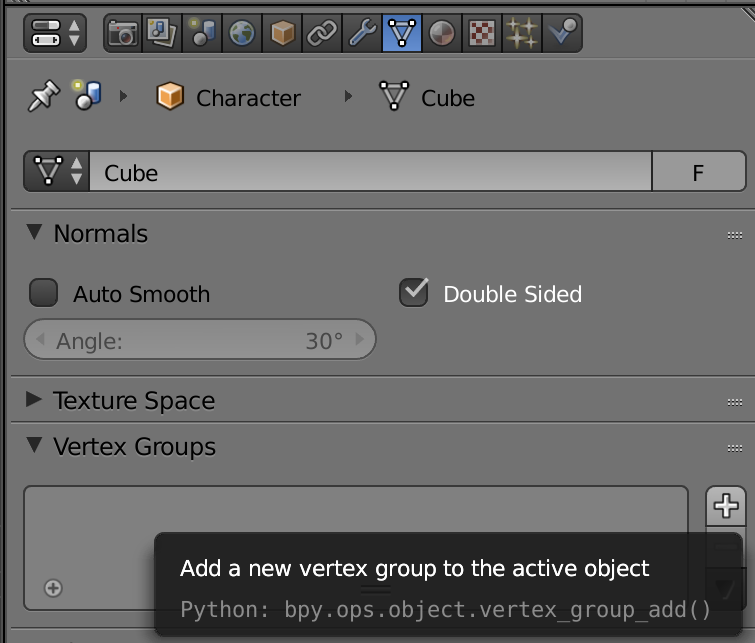 Character Cube
Cube F
Normals
Auto Smooth Double Sided
Angle: 30°
Texture Space
Vertex Groups
Add a new vertex group to the active object
Python: bpy.ops.object.vertex_group_add()